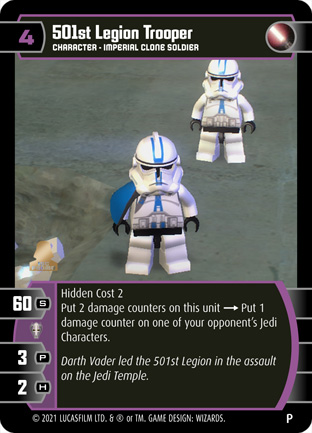 4
501st Legion Trooper
CHARACTER - IMPERIAL CLONE SOLDIER
60 S
Hidden Cost 2
Put 2 damage counters on this unit → Put 1
damage counter on one of your opponent's Jedi
Characters.
3 P
Darth Vader led the 501st Legion in the assault
on the Jedi Temple.
2 H
© 2021 LUCASFILM LTD. & ® or TM. GAME DESIGN: WIZARDS.
P